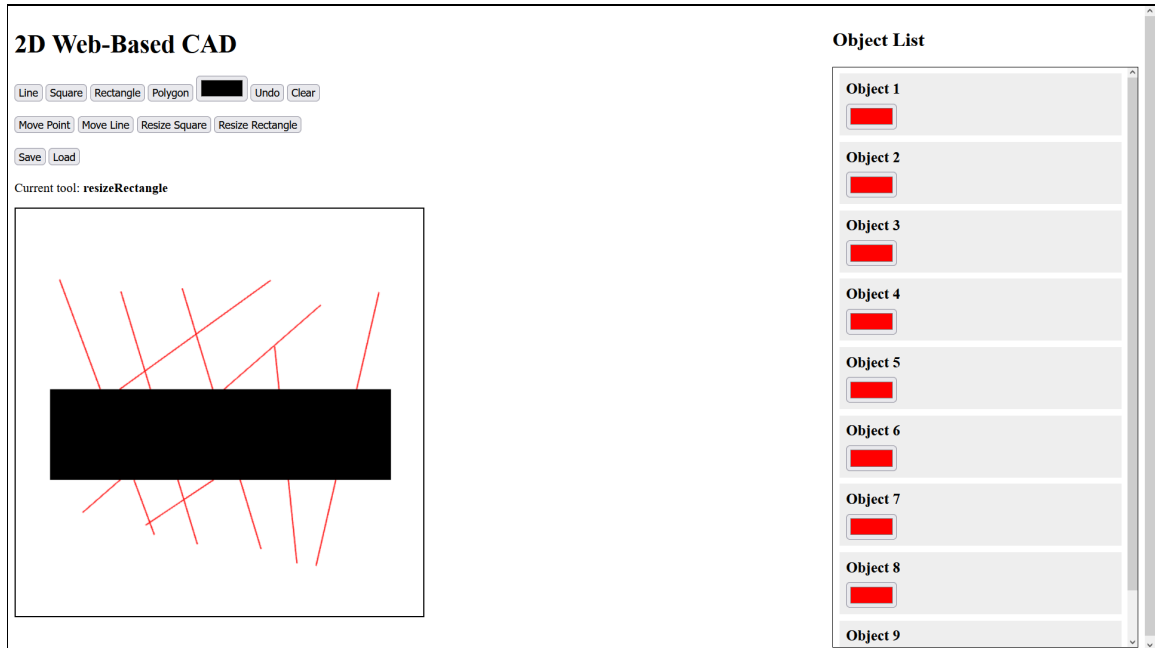 2D Web-Based CAD
Line Square Rectangle Polygon Undo Clear
Move Point Move Line Resize Square Resize Rectangle
Save Load
Current tool: resizeRectangle
Object List
Object 1
Object 2
Object 3
Object 4
Object 5
Object 6
Object 7
Object 8
Object 9